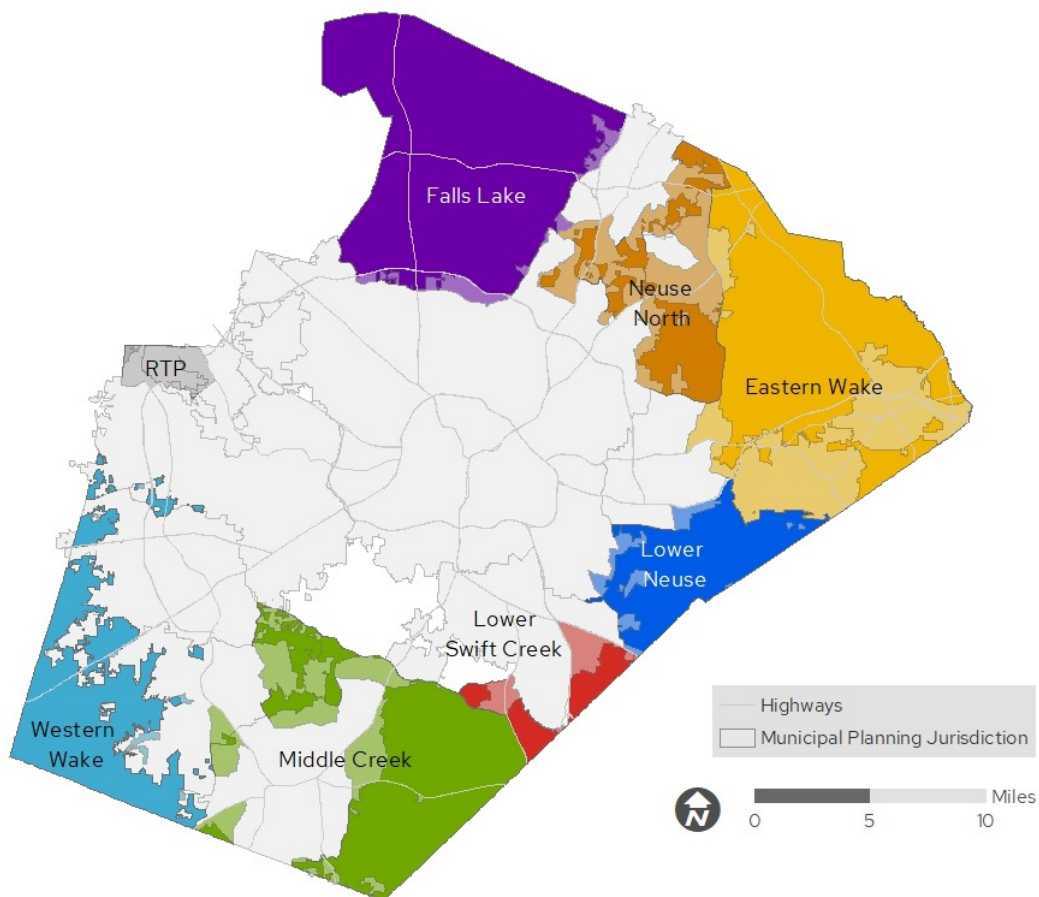 Falls Lake
Neuse
North
RTP
Eastern Wake
Lower
Neuse
Lower
Swift Creek
Western
Wake
Middle Creek
Highways
Municipal Planning Jurisdiction
N
Miles
0
5
10